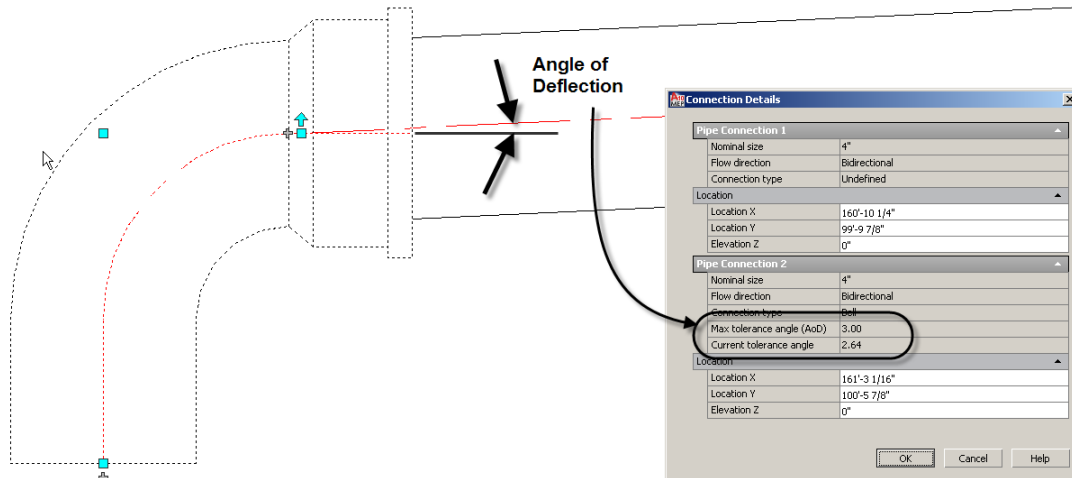 Angle of
Deflection
Connection Details
Pipe Connection 1
Nominal size 4"
Flow direction Bidirectional
Connection type Undefined
Location
Location X 160'-10 1/4"
Location Y 99'-9 7/8"
Elevation Z 0"
Pipe Connection 2
Nominal size 4"
Flow direction Bidirectional
Connection type Bell
Max tolerance angle (AoD) 3.00
Current tolerance angle 2.64
Location
Location X 161'-3 1/16"
Location Y 100'-5 7/8"
Elevation Z 0"
OK Cancel Help